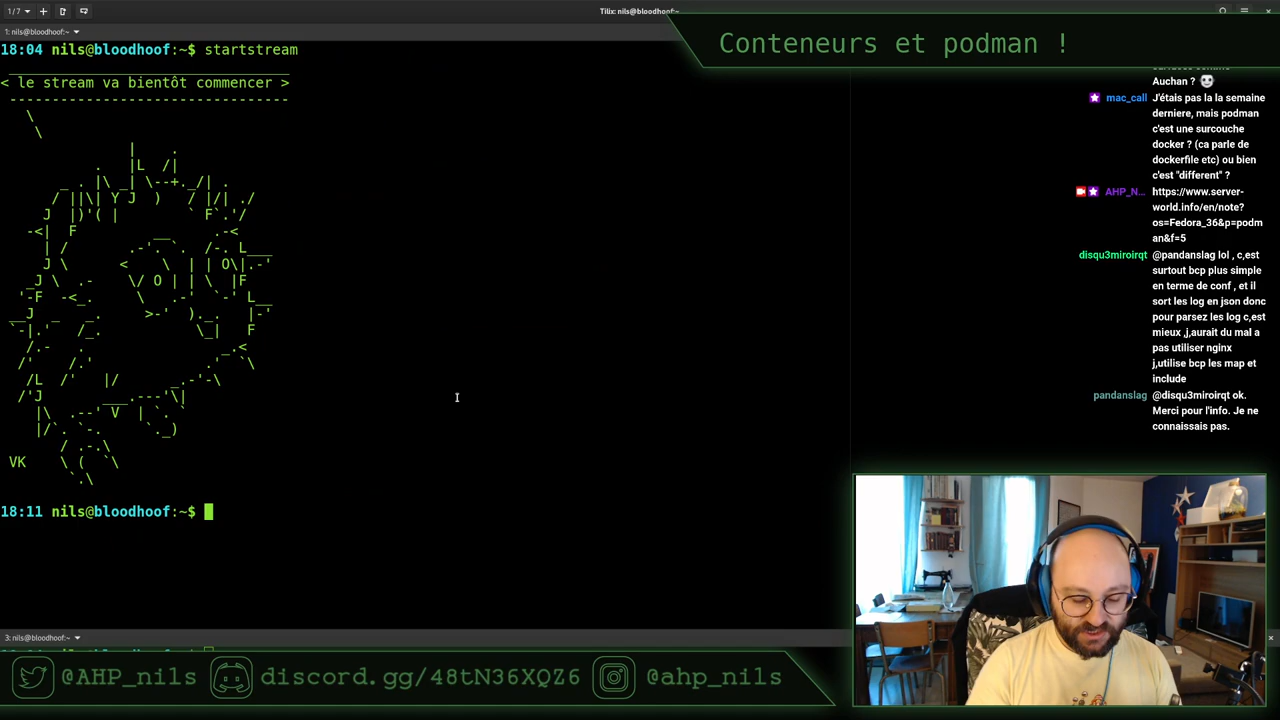 1/7
Tilix: nils@bloodhoof:~
1: nils@bloodhoof:~
18:04 nils@bloodhoof:~$ startstream
< le stream va bientôt commencer >
VK
18:11 nils@bloodhoof:~$
3: nils@bloodhoof:~
Conteneurs et podman !
Auchan ?
mac_call J'étais pas la la semaine
derniere, mais podman
c'est une surcouche
docker ? (ca parle de
dockerfile etc) ou bien
c'est "different" ?
AHP_N... https://www.server-
world.info/en/note?
os=Fedora_36&p=podm
an&f=5
disqu3miroirqt @pandanslag lol , c,est
surtout bcp plus simple
en terme de conf , et il
sort les log en json donc
pour parsez les log c,est
mieux ,j,aurait du mal a
pas utiliser nginx
j,utilise bcp les map et
include
pandanslag @disqu3miroirqt ok.
Merci pour l'info. Je ne
connaissais pas.
@AHP_nils discord.gg/48tN36XQZ6 @ahp_nils